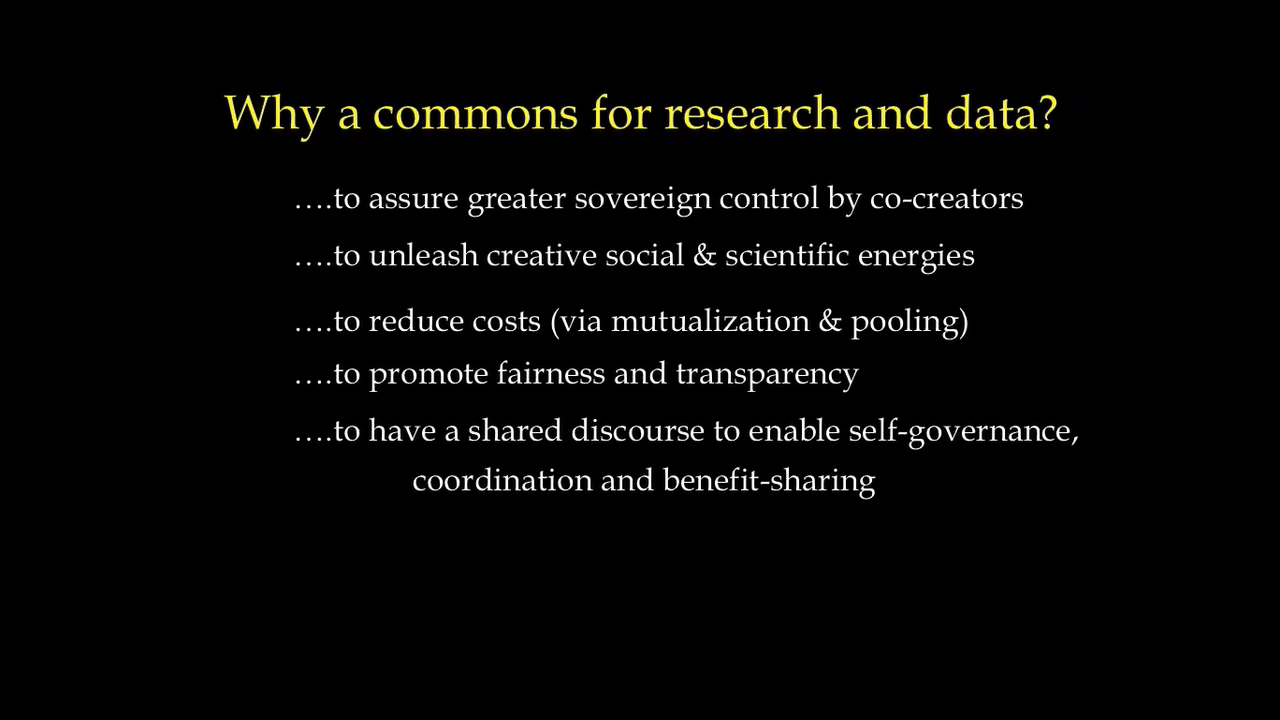 Why a commons for research and data?
….to assure greater sovereign control by co-creators
….to unleash creative social & scientific energies
….to reduce costs (via mutualization & pooling)
….to promote fairness and transparency
….to have a shared discourse to enable self-governance,
coordination and benefit-sharing